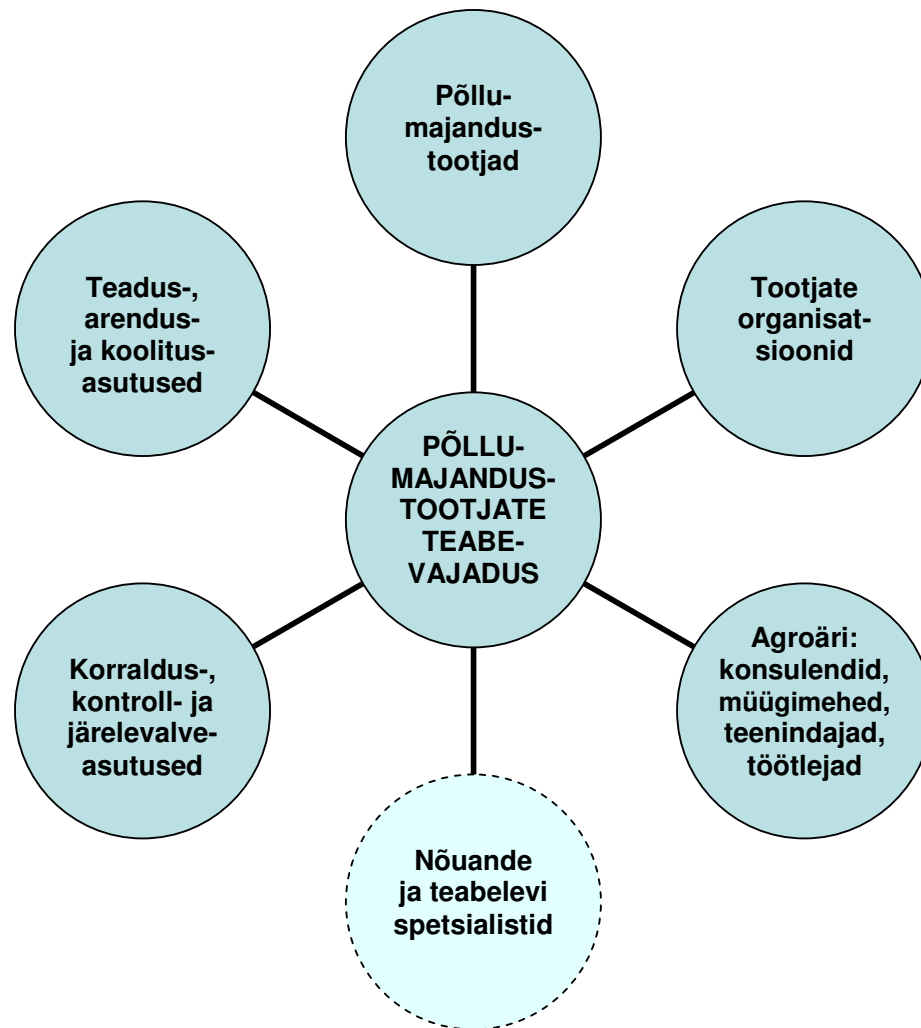 Põllu-
majandus-
tootjad
Teadus-,
arendus-
ja koolitus-
asutused
Tootjate
organisat-
sioonid
PÕLLU-
MAJANDUS-
TOOTJATE
TEABE-
VAJADUS
Korraldus-,
kontroll- ja
järelevalve-
asutused
Agroäri:
konsulendid,
müügimehed,
teenindajad,
töötlejad
Nõuande
ja teabelevi
spetsialistid